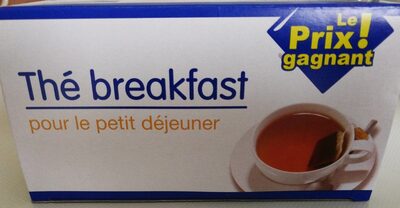 Le
Prix!
gagnant
Thé breakfast
pour le petit déjeuner